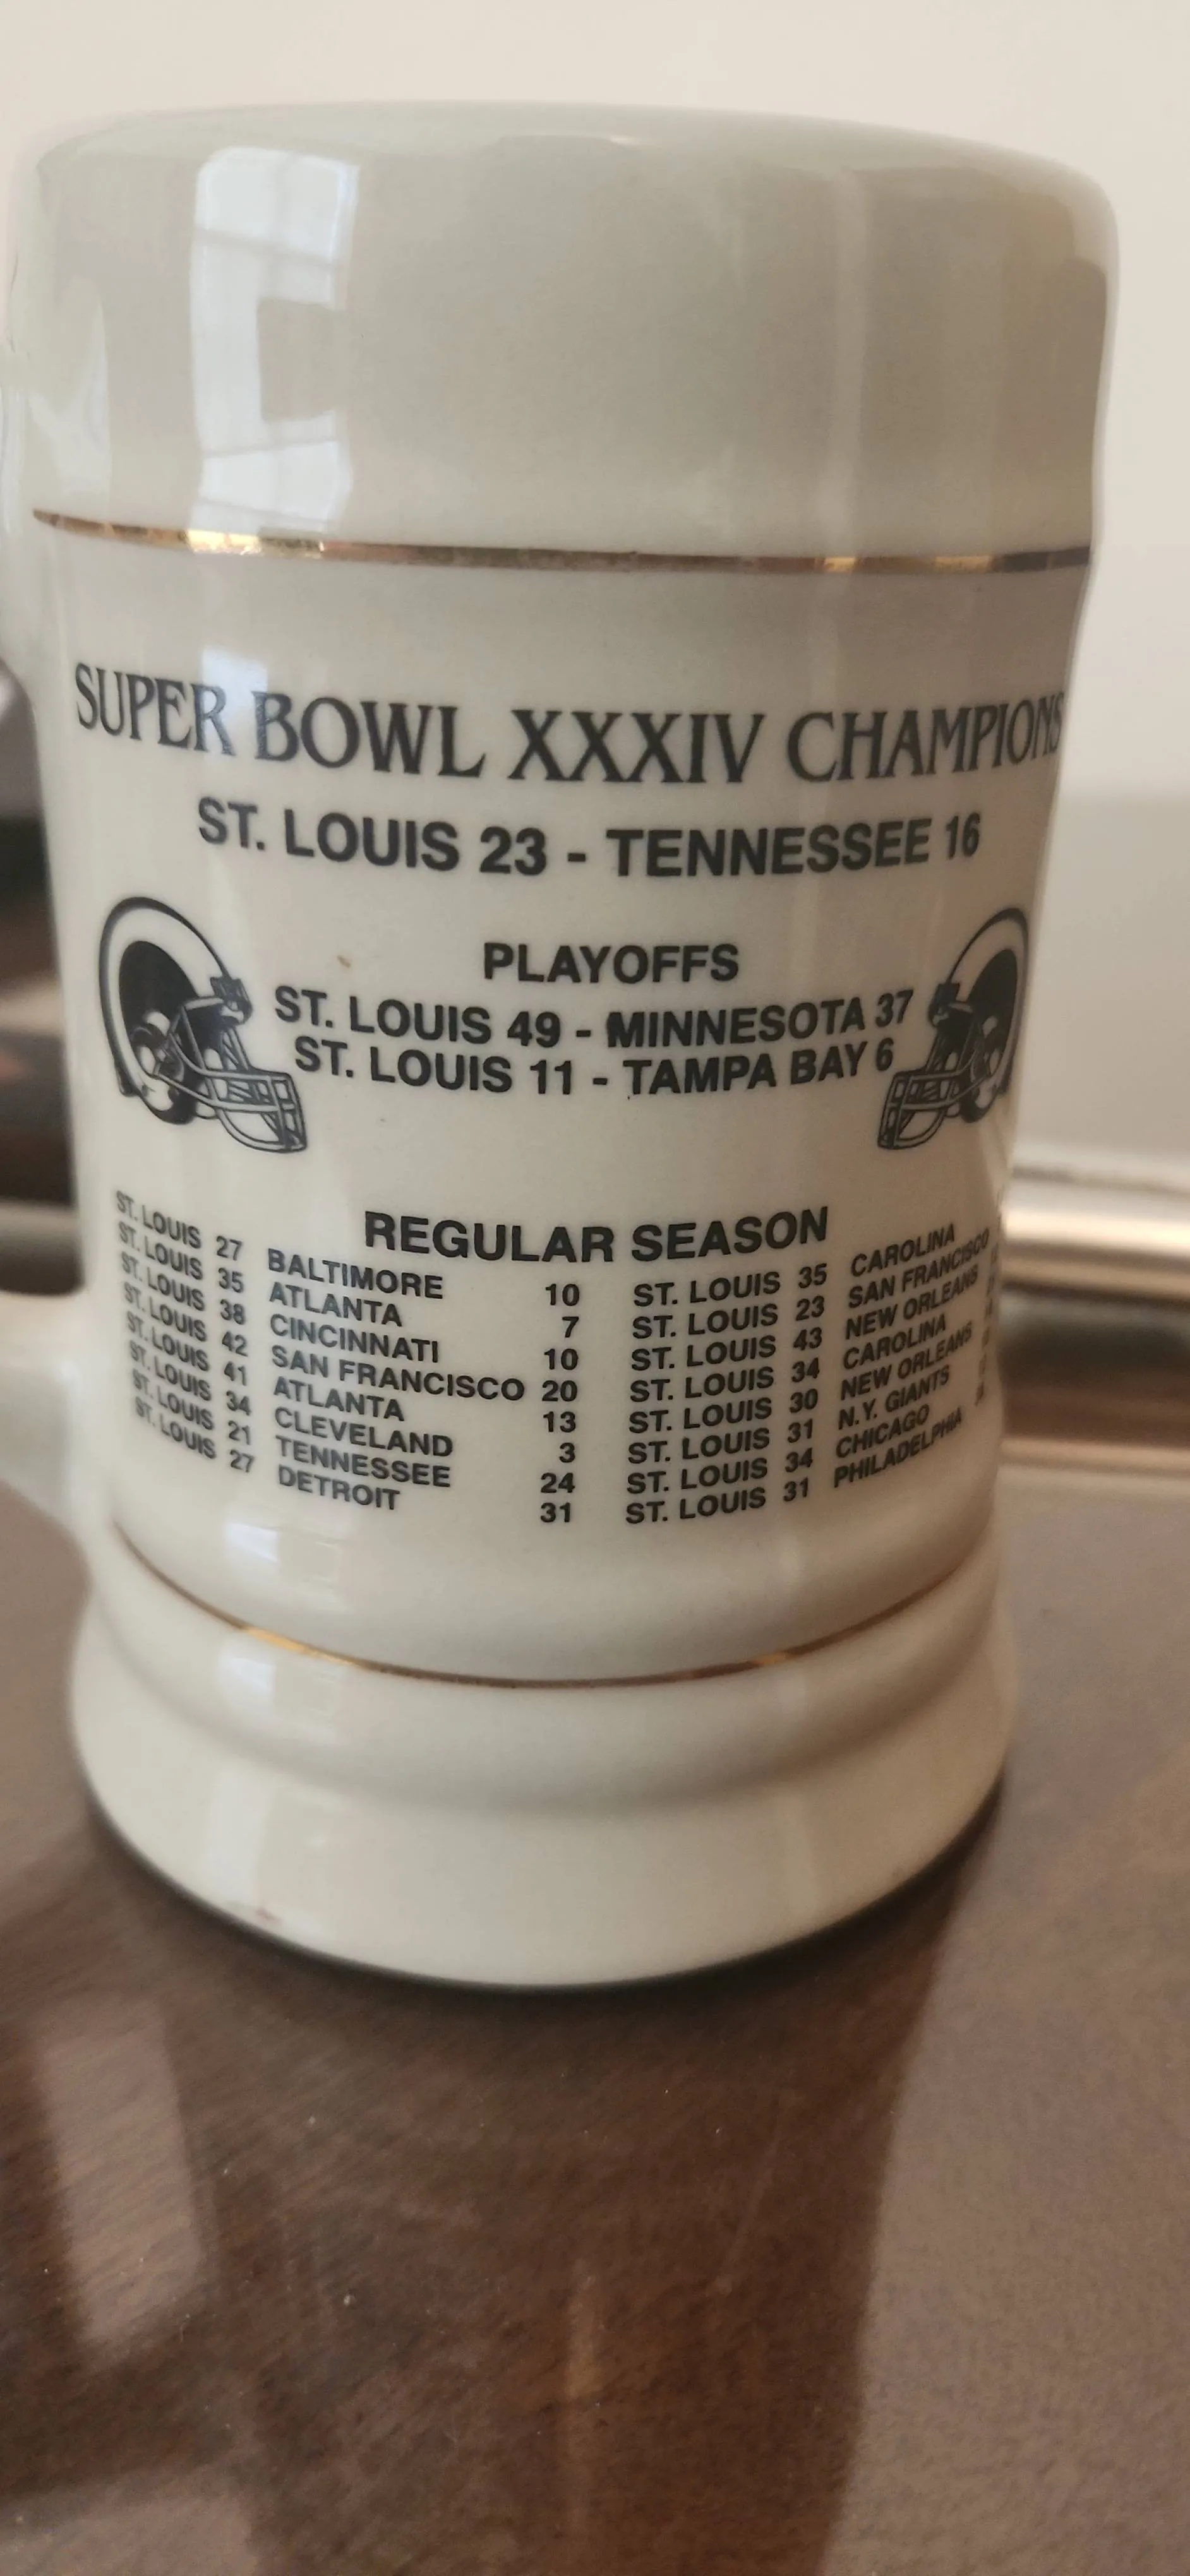 SUPER BOWL XXXIV CHAMPIONS
ST. LOUIS 23 - TENNESSEE 16
PLAYOFFS
ST. LOUIS 49 - MINNESOTA 37
ST. LOUIS 11 - TAMPA BAY 6
REGULAR SEASON
ST. LOUIS 27 BALTIMORE 10
ST. LOUIS 35 ATLANTA 7
ST. LOUIS 38 CINCINNATI 10
ST. LOUIS 42 SAN FRANCISCO 20
ST. LOUIS 41 ATLANTA 13
ST. LOUIS 34 CLEVELAND 3
ST. LOUIS 21 TENNESSEE 24
ST. LOUIS 27 DETROIT 31
ST. LOUIS 35 CAROLINA
ST. LOUIS 23 SAN FRANCISCO
ST. LOUIS 43 NEW ORLEANS
ST. LOUIS 34 CAROLINA
ST. LOUIS 30 NEW ORLEANS
ST. LOUIS 31 N.Y. GIANTS
ST. LOUIS 34 CHICAGO
ST. LOUIS 31 PHILADELPHIA